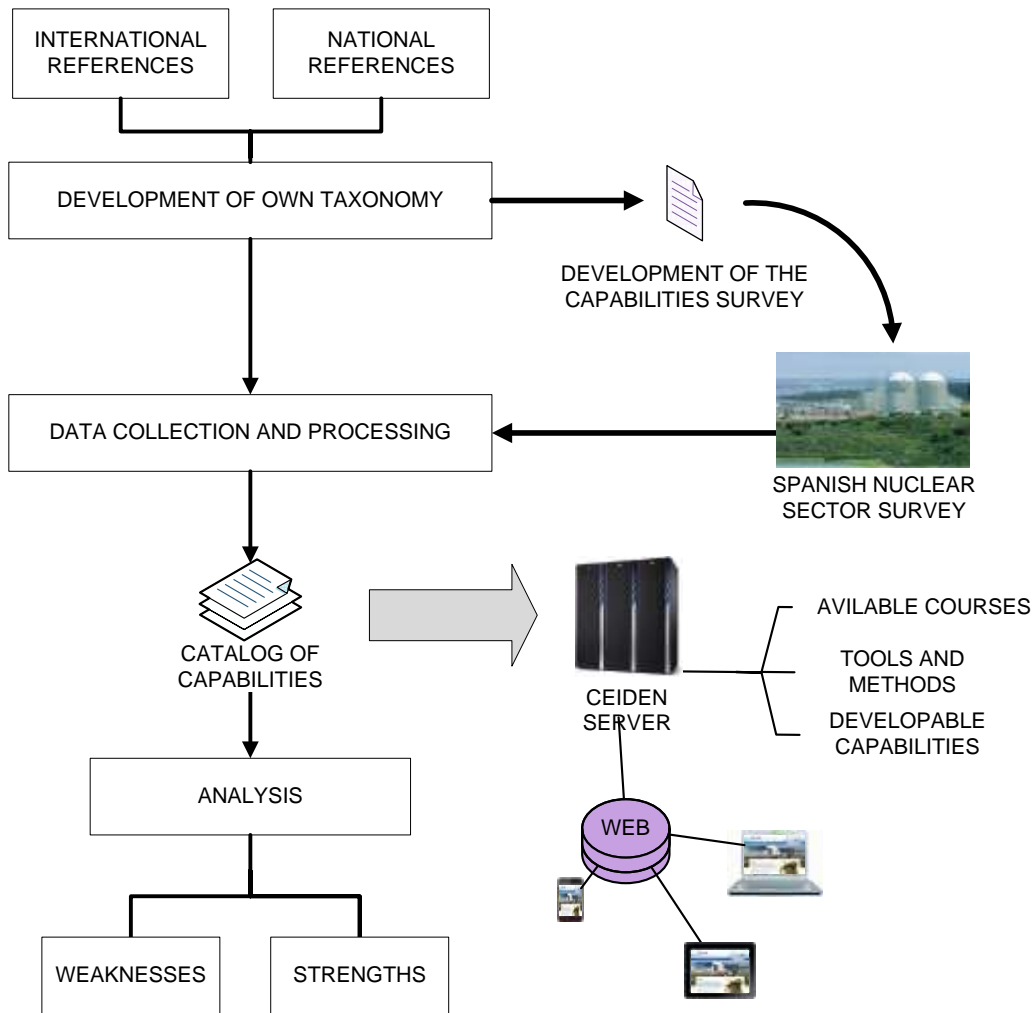 INTERNATIONAL
REFERENCES
NATIONAL
REFERENCES
DEVELOPMENT OF OWN TAXONOMY
DEVELOPMENT OF THE
CAPABILITIES SURVEY
DATA COLLECTION AND PROCESSING
SPANISH NUCLEAR
SECTOR SURVEY
CATALOG OF
CAPABILITIES
CEIDEN
SERVER
AVILABLE COURSES
TOOLS AND
METHODS
DEVELOPABLE
CAPABILITIES
ANALYSIS
WEB
WEAKNESSES
STRENGTHS